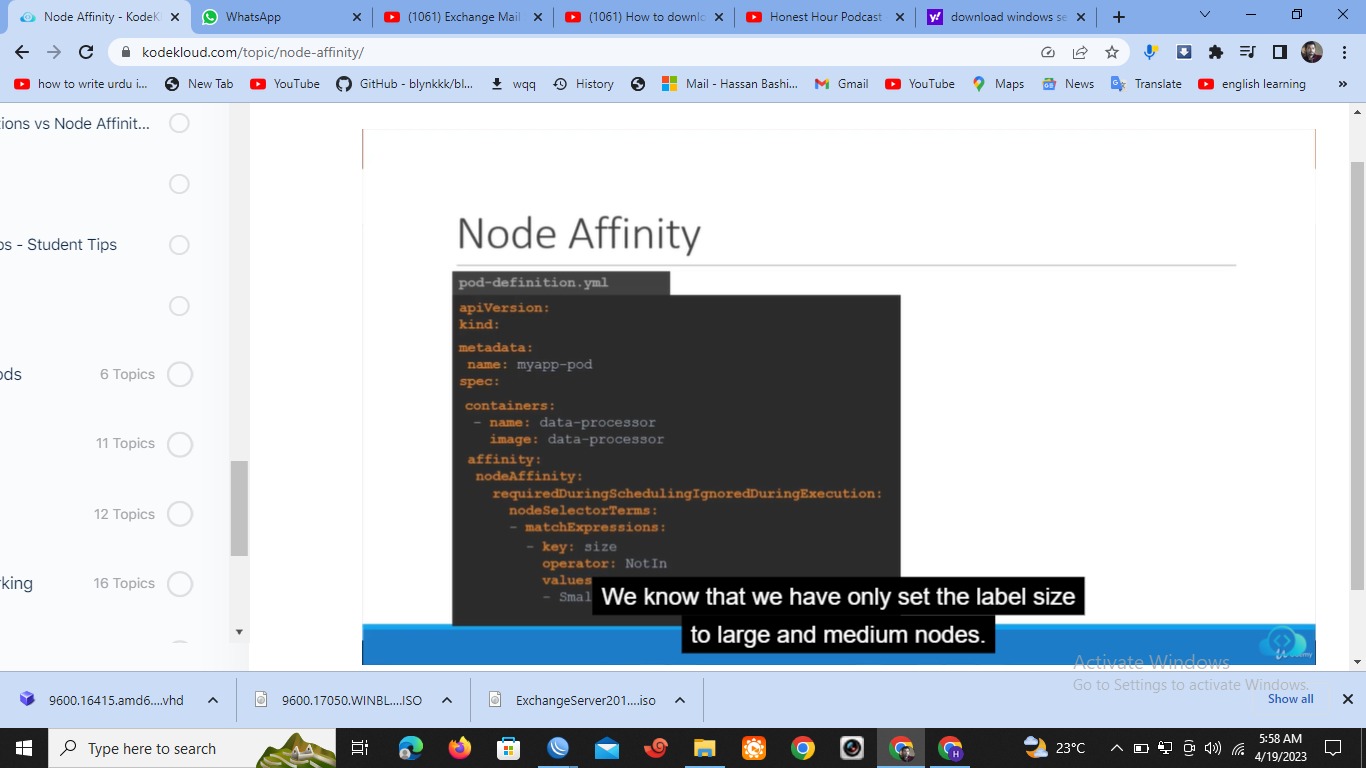 Node Affinity - KodeK
WhatsApp
(1061) Exchange Mail
(1061) How to downlo
Honest Hour Podcast
download windows se
kodekloud.com/topic/node-affinity/
how to write urdu i...
New Tab
YouTube
GitHub - blynkkk/bl...
wqq
History
Mail - Hassan Bashi...
Gmail
YouTube
Maps
News
Translate
english learning
»
ions vs Node Affinit...
ps - Student Tips
ods
6 Topics
11 Topics
12 Topics
rking
16 Topics
Node Affinity
pod-definition.yml
apiVersion:
kind:
metadata:
name: myapp-pod
spec:
containers:
- name: data-processor
image: data-processor
affinity:
nodeAffinity:
requiredDuringSchedulingIgnoredDuringExecution:
nodeSelectorTerms:
- matchExpressions:
- key: size
operator: NotIn
values
- Smal
We know that we have only set the label size
to large and medium nodes.
Activate Windows
Go to Settings to activate Windows.
9600.16415.amd6....vhd
9600.17050.WINBL....ISO
ExchangeServer201....iso
Show all
Type here to search
23°C
5:58 AM
4/19/2023